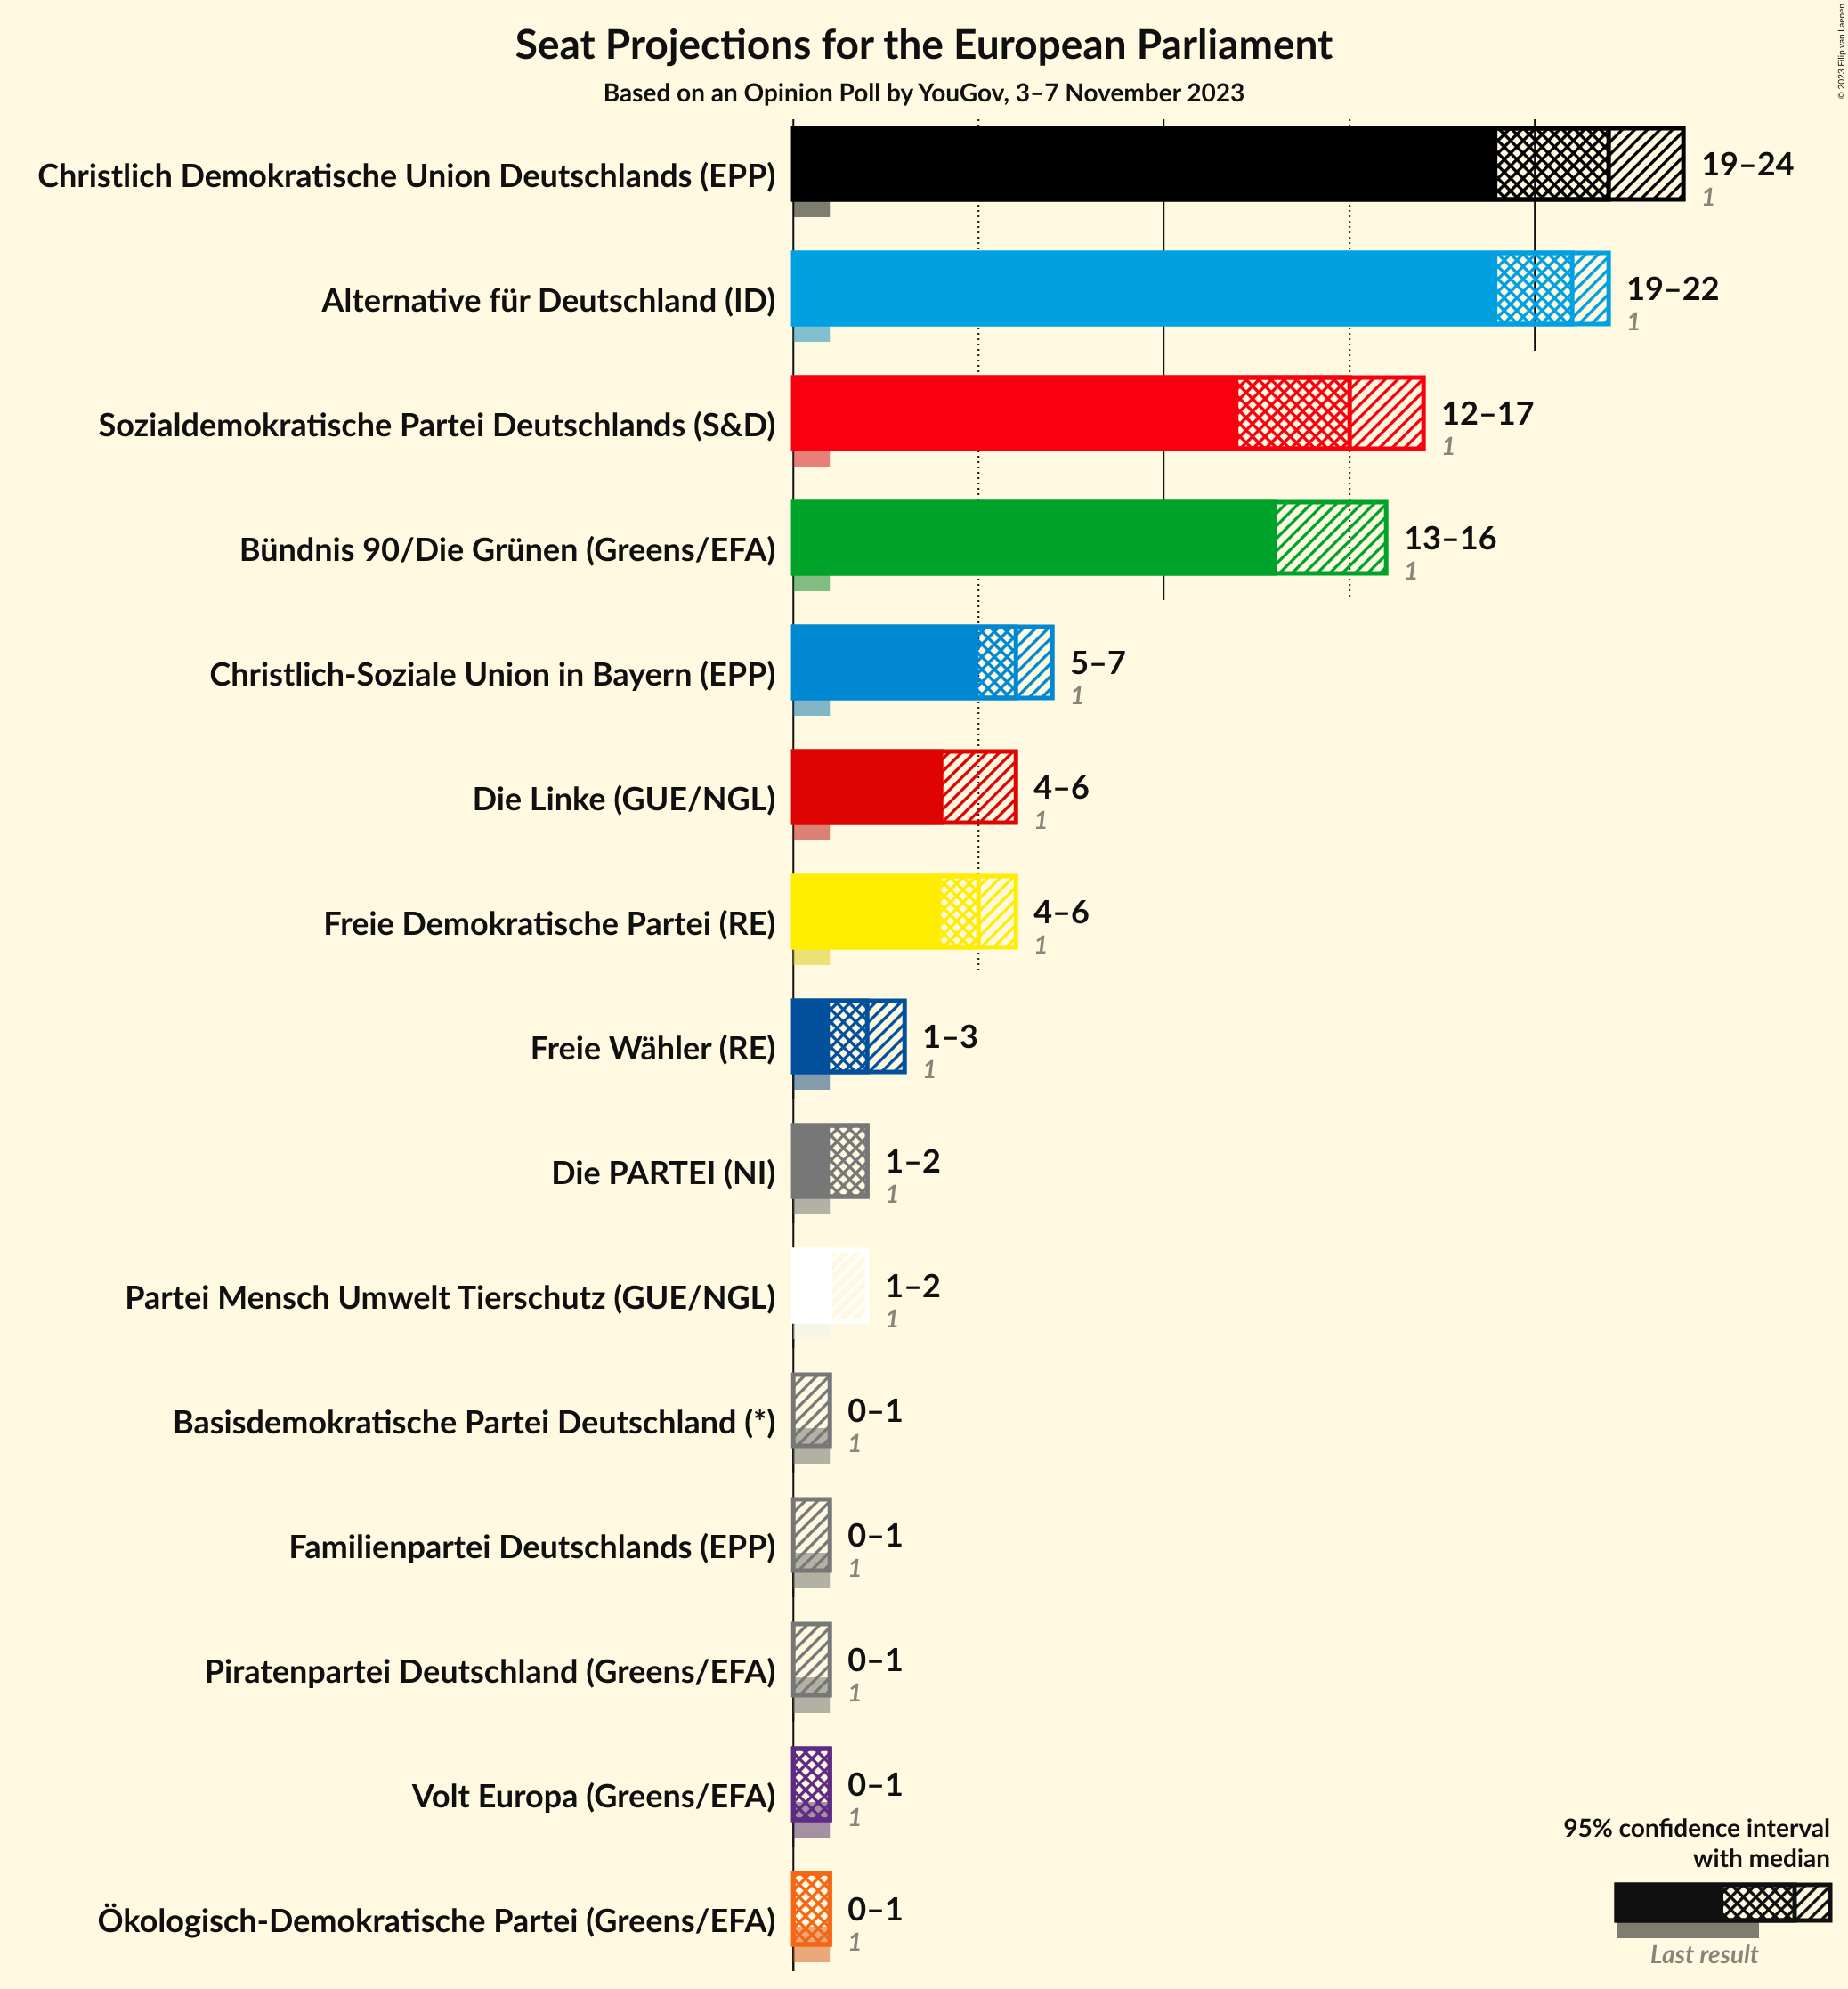 Seat Projections for the European Parliament
Based on an Opinion Poll by YouGov, 3–7 November 2023
© 2023 Filip van Laenen
Christlich Demokratische Union Deutschlands (EPP)
19–24
1
Alternative für Deutschland (ID)
19–22
1
Sozialdemokratische Partei Deutschlands (S&D)
12–17
1
Bündnis 90/Die Grünen (Greens/EFA)
13–16
1
Christlich-Soziale Union in Bayern (EPP)
5–7
1
Die Linke (GUE/NGL)
4–6
1
Freie Demokratische Partei (RE)
4–6
1
Freie Wähler (RE)
1–3
1
Die PARTEI (NI)
1–2
1
Partei Mensch Umwelt Tierschutz (GUE/NGL)
1–2
1
Basisdemokratische Partei Deutschland (*)
0–1
1
Familienpartei Deutschlands (EPP)
0–1
1
Piratenpartei Deutschland (Greens/EFA)
0–1
1
Volt Europa (Greens/EFA)
0–1
1
Ökologisch-Demokratische Partei (Greens/EFA)
0–1
1
95% confidence interval
with median
Last result